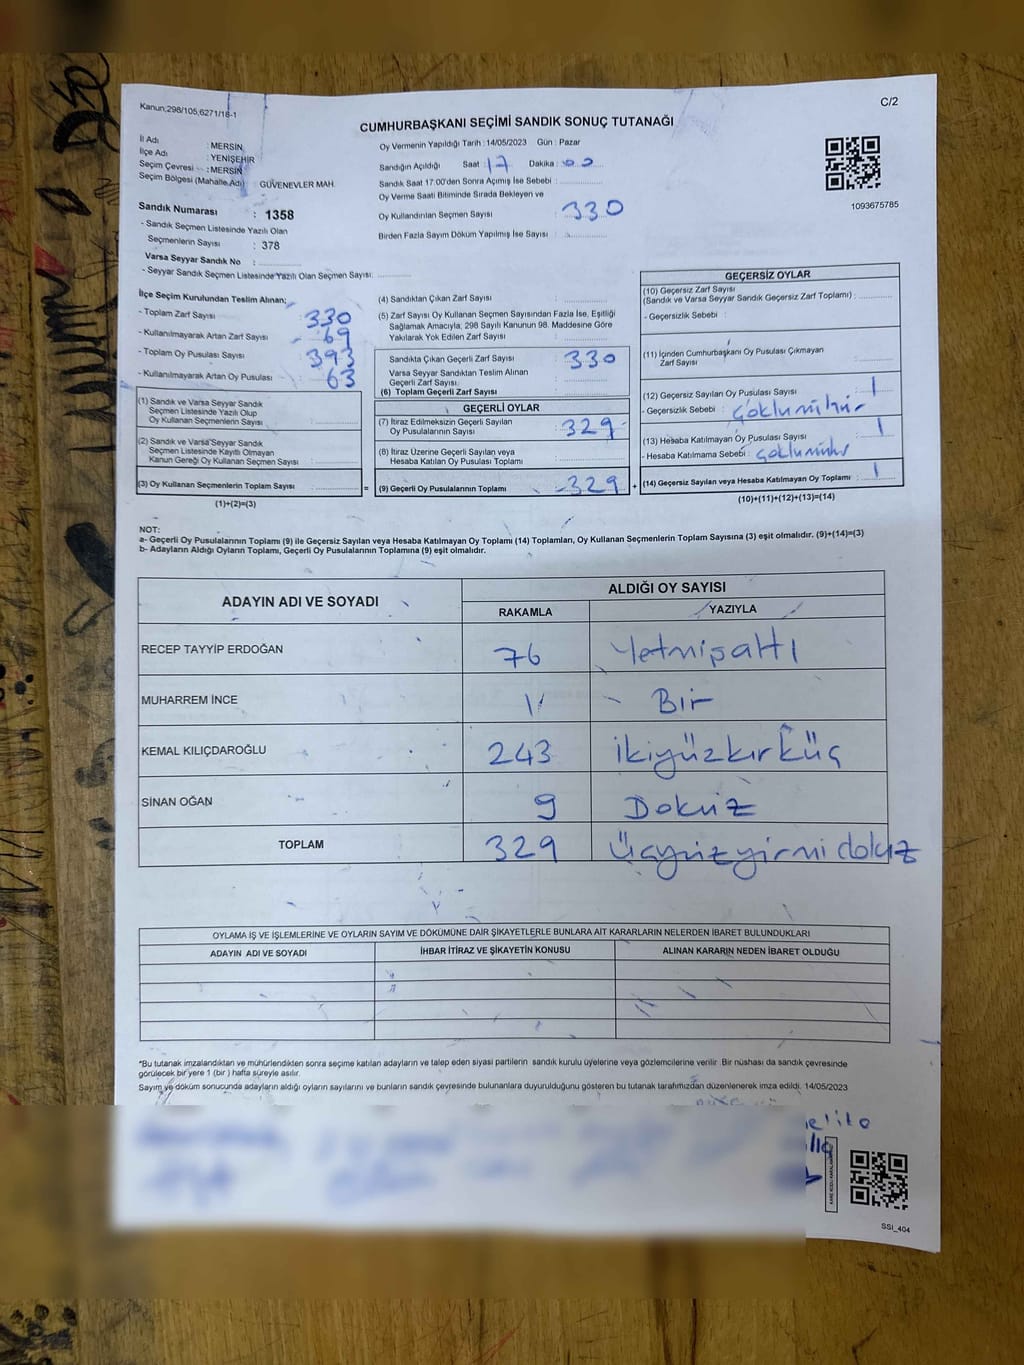 Kanun;298/105,6271/18-1
C/2
CUMHURBAŞKANI SEÇİMİ SANDIK SONUÇ TUTANAĞI
İl Adı : MERSİN
İlçe Adı : YENİŞEHİR
Seçim Çevresi : MERSİN
Seçim Bölgesi (Mahalle Adı) : GÜVENEVLER MAH.
Sandık Numarası : 1358
- Sandık Seçmen Listesinde Yazılı Olan
Seçmenlerin Sayısı : 378
Varsa Seyyar Sandık No :
- Seyyar Sandık Seçmen Listesinde Yazılı Olan Seçmen Sayısı:
Oy Vermenin Yapıldığı Tarih : 14/05/2023 Gün : Pazar
Sandığın Açıldığı Saat : 17 Dakika : 00
Sandık Saat 17:00'den Sonra Açımış İse Sebebi :
Oy Verme Saati Bitiminde Sırada Bekleyen ve
Oy Kullandırılan Seçmen Sayısı : 330
Birden Fazla Sayım Döküm Yapılmış İse Sayısı :
1093675785
İlçe Seçim Kurulundan Teslim Alınan;
- Toplam Zarf Sayısı : 330
- Kullanılmayarak Artan Zarf Sayısı : 69
- Toplam Oy Pusulası Sayısı : 393
- Kullanılmayarak Artan Oy Pusulası : 63
(1) Sandık ve Varsa Seyyar Sandık
Seçmen Listesinde Yazılı Olup
Oy Kullanan Seçmenlerin Sayısı :
(2) Sandık ve Varsa Seyyar Sandık
Seçmen Listesinde Kayıtlı Olmayan
Kanun Gereği Oy Kullanan Seçmen Sayısı :
(3) Oy Kullanan Seçmenlerin Toplam Sayısı =
(1)+(2)=(3)
(4) Sandıktan Çıkan Zarf Sayısı :
(5) Zarf Sayısı Oy Kullanan Seçmen Sayısından Fazla İse, Eşitliği
Sağlamak Amacıyla; 298 Sayılı Kanunun 98. Maddesine Göre
Yakılarak Yok Edilen Zarf Sayısı :
Sandıkta Çıkan Geçerli Zarf Sayısı : 330
Varsa Seyyar Sandıktan Teslim Alınan
Geçerli Zarf Sayısı. :
(6) Toplam Geçerli Zarf Sayısı :
GEÇERLİ OYLAR
(7) İtiraz Edilmeksizin Geçerli Sayılan
Oy Pusulalarının Sayısı : 329
(8) İtiraz Üzerine Geçerli Sayılan veya
Hesaba Katılan Oy Pusulası Toplamı :
(9) Geçerli Oy Pusulalarının Toplamı 329 +
GEÇERSİZ OYLAR
(10) Geçersiz Zarf Sayısı
(Sandık ve Varsa Seyyar Sandık Geçersiz Zarf Toplamı) :
- Geçersizlik Sebebi :
(11) İçinden Cumhurbaşkanı Oy Pusulası Çıkmayan
Zarf Sayısı :
(12) Geçersiz Sayılan Oy Pusulası Sayısı : 1
- Geçersizlik Sebebi :
(13) Hesaba Katılmayan Oy Pusulası Sayısı : 1
- Hesaba Katılmama Sebebi :
(14) Geçersiz Sayılan veya Hesaba Katılmayan Oy Toplamı : 1
(10)+(11)+(12)+(13)=(14)
NOT:
a- Geçerli Oy Pusulalarının Toplamı (9) ile Geçersiz Sayılan veya Hesaba Katılmayan Oy Toplamı (14) Toplamları, Oy Kullanan Seçmenlerin Toplam Sayısına (3) eşit olmalıdır. (9)+(14)=(3)
b- Adayların Aldığı Oyların Toplamı, Geçerli Oy Pusulalarının Toplamına (9) eşit olmalıdır.
ADAYIN ADI VE SOYADI
ALDIĞI OY SAYISI
RAKAMLA YAZIYLA
RECEP TAYYİP ERDOĞAN 76 Yetmişaltı
MUHARREM İNCE 1 Bir
KEMAL KILIÇDAROĞLU 243 ikiyüzkırküç
SİNAN OĞAN 9 Dokuz
TOPLAM 329 Üçyüzyirmidokuz
OYLAMA İŞ VE İŞLEMLERİNE VE OYLARIN SAYIM VE DÖKÜMÜNE DAİR ŞİKAYETLERLE BUNLARA AİT KARARLARIN NELERDEN İBARET BULUNDUKLARI
ADAYIN ADI VE SOYADI İHBAR İTİRAZ VE ŞİKAYETİN KONUSU ALINAN KARARIN NEDEN İBARET OLDUĞU
*Bu tutanak imzalandıktan ve mühürlendikten sonra seçime katılan adayların ve talep eden siyasi partilerin sandık kurulu üyelerine veya gözlemcilerine verilir. Bir nüshası da sandık çevresinde
görülecek bir yere 1 (bir ) hafta süreyle asılır.
Sayım ve döküm sonucunda adayların aldığı oyların sayılarını ve bunların sandık çevresinde bulunanlara duyurulduğunu gösteren bu tutanak tarafımızdan düzenlenerek imza edildi. 14/05/2023
SSI_404